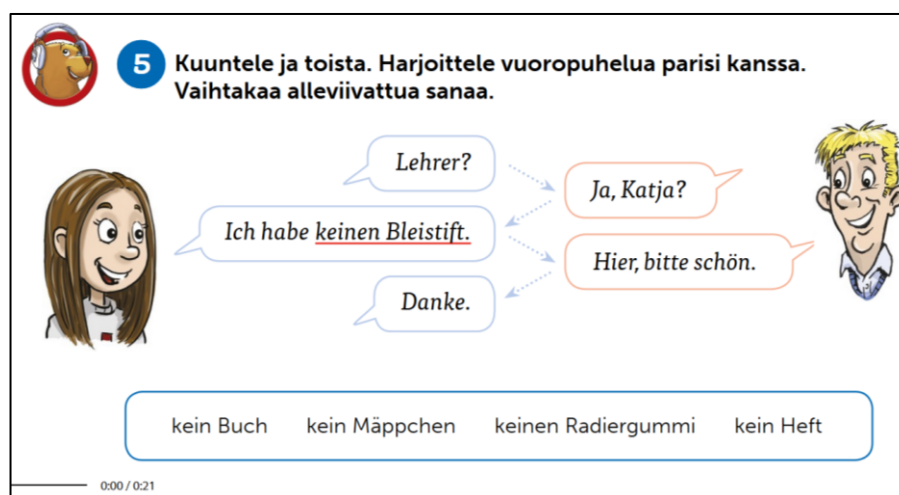 5 Kuuntele ja toista. Harjoittele vuoropuhelua parisi kanssa.
Vaihtakaa alleviivattua sanaa.
Lehrer?
Ja, Katja?
Ich habe keinen Bleistift.
Hier, bitte schön.
Danke.
kein Buch kein Mäppchen keinen Radiergummi kein Heft
0:00 / 0:21